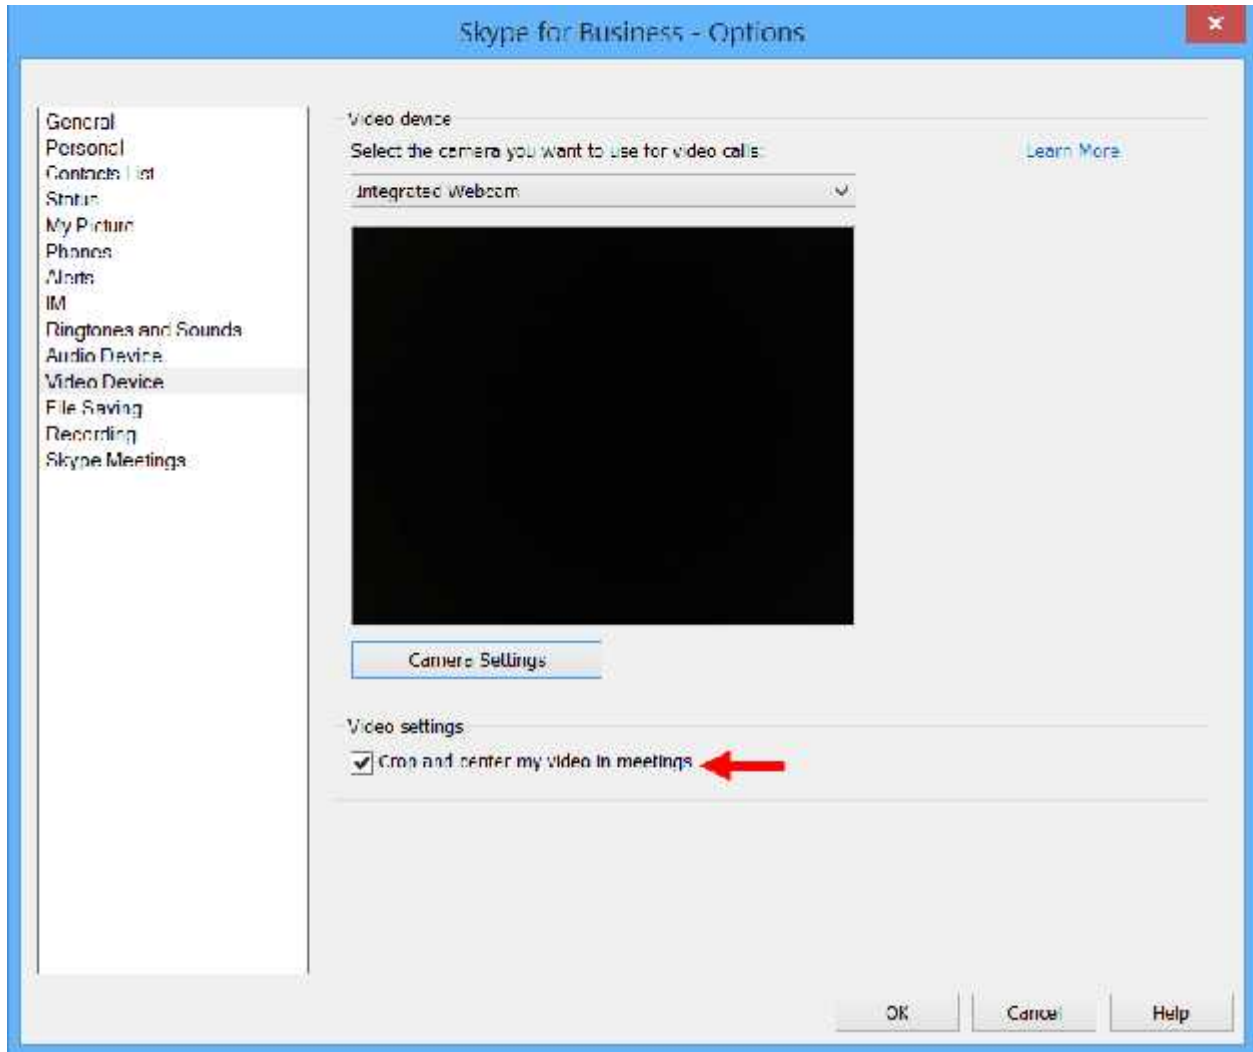 Skype for Business - Options
General
Personal
Contacts List
Status
My Picture
Phones
Alerts
IM
Ringtones and Sounds
Audio Device
Video Device
File Saving
Recording
Skype Meetings
Video device
Select the camera you want to use for video calls:
Learn More
Integrated Webcam
Camera Settings
Video settings
Crop and center my video in meetings
OK
Cancel
Help